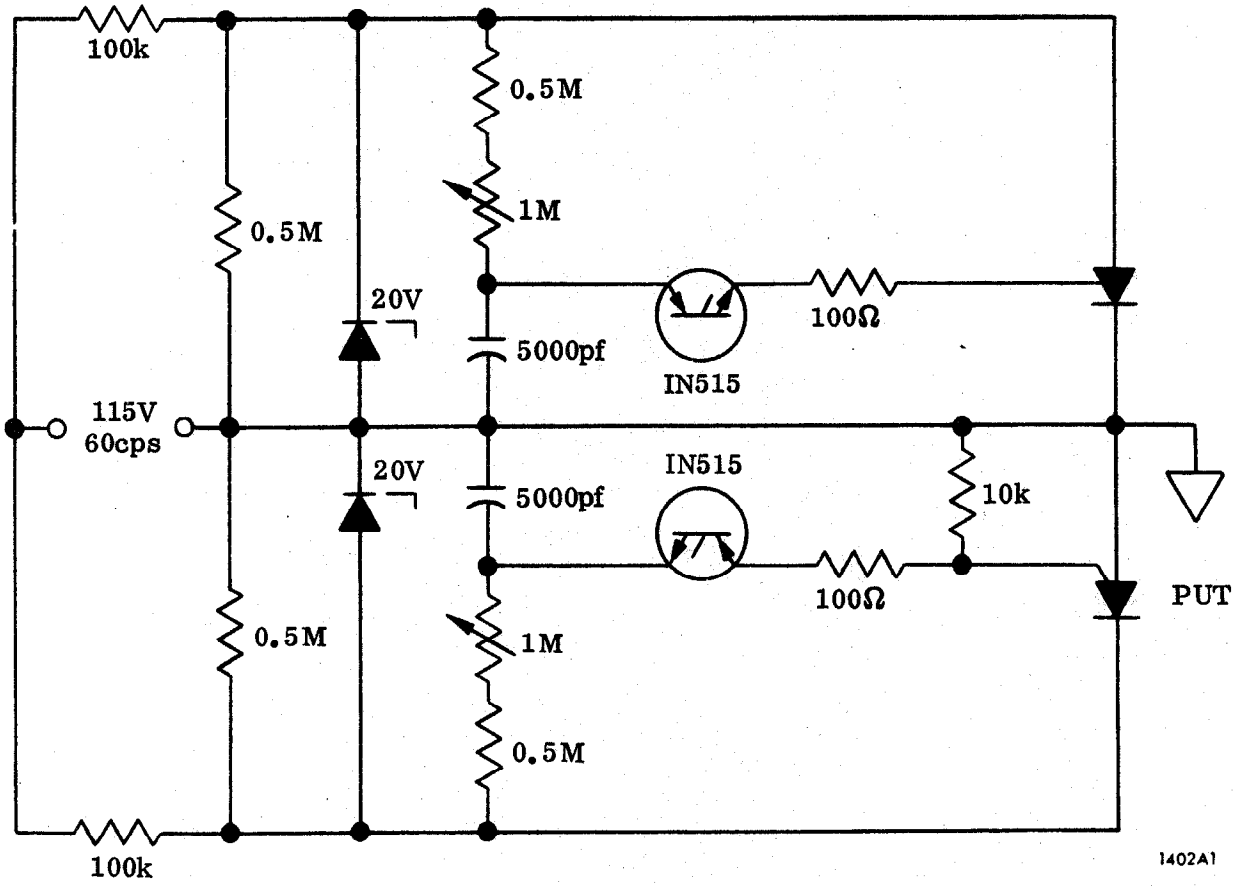 100k
0.5M
0.5M
1M
20V
100Ω
5000pf
IN515
115V
60cps
IN515
20V
5000pf
10k
100Ω
PUT
0.5M
1M
0.5M
100k
1402A1